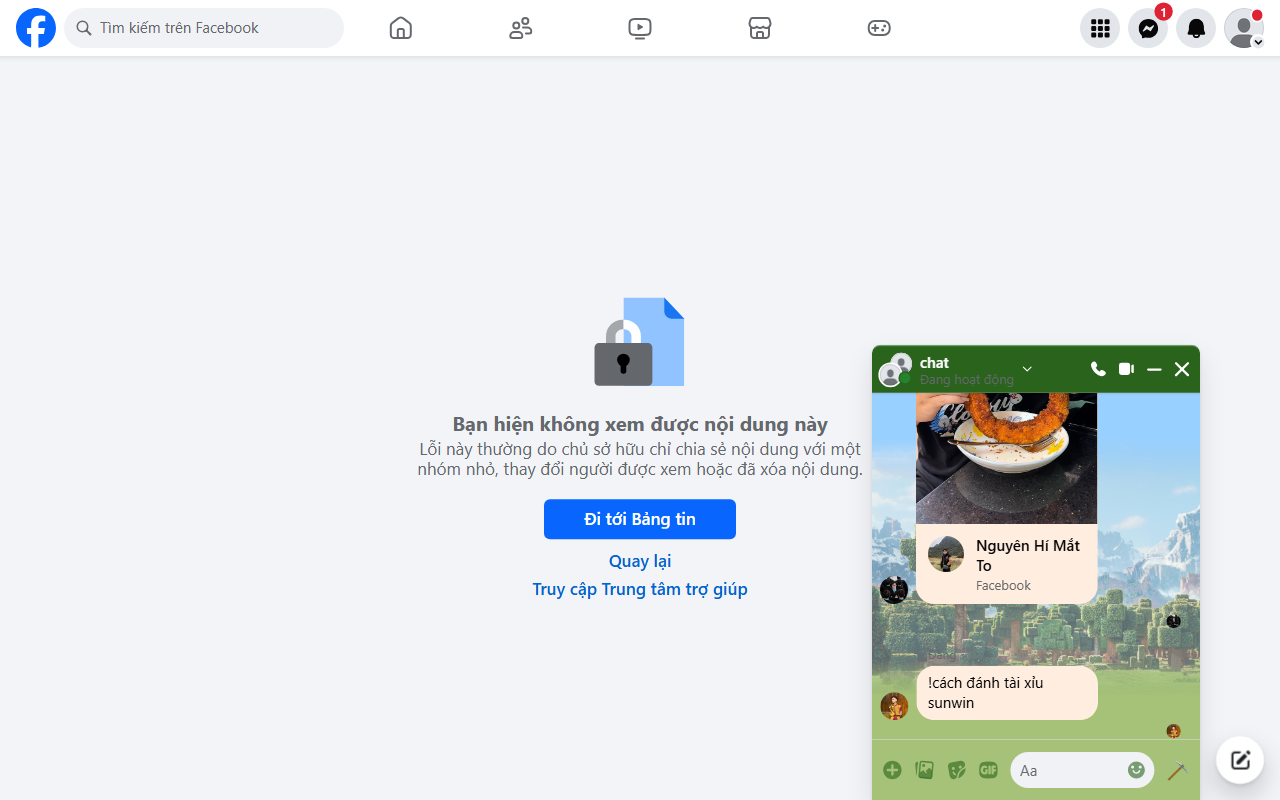 Tìm kiếm trên Facebook
1
Bạn hiện không xem được nội dung này
Lỗi này thường do chủ sở hữu chỉ chia sẻ nội dung với một
nhóm nhỏ, thay đổi người được xem hoặc đã xóa nội dung.
Đi tới Bảng tin
Quay lại
Truy cập Trung tâm trợ giúp
chat
Đang hoạt động
Nguyên Hí Mắt
To
Facebook
!cách đánh tài xỉu
sunwin
GIF
Aa